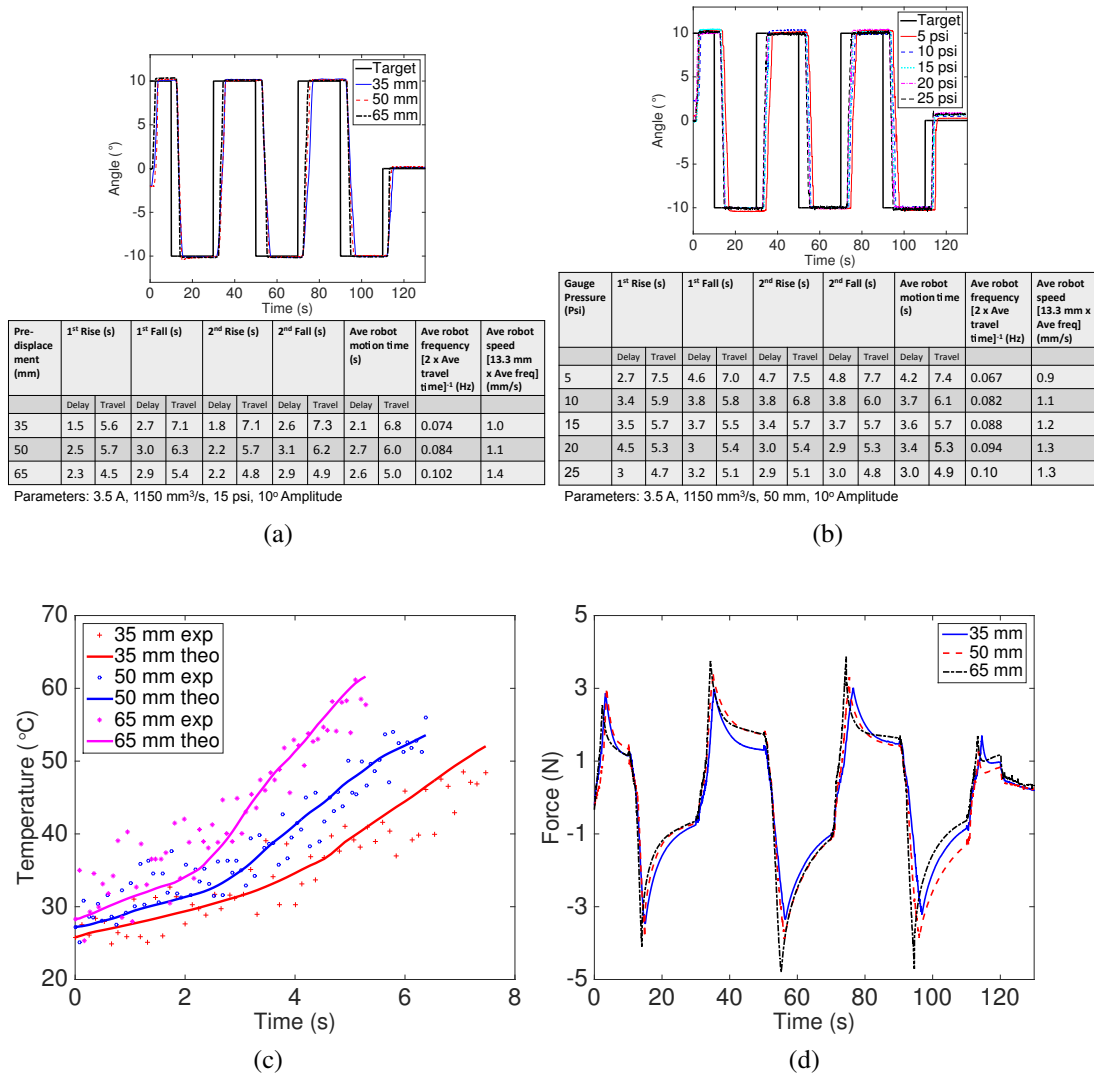 Angle (°)
10
5
0
-5
-10
Target
35 mm
50 mm
65 mm
0 20 40 60 80 100 120
Time (s)
Pre-displacement (mm) 1st Rise (s) 1st Fall (s) 2nd Rise (s) 2nd Fall (s) Ave robot motion time (s) Ave robot frequency [2 x Ave travel time]-1 (Hz) Ave robot speed [13.3 mm x Ave freq] (mm/s)
Delay Travel Delay Travel Delay Travel Delay Travel Delay Travel
35 1.5 5.6 2.7 7.1 1.8 7.1 2.6 7.3 2.1 6.8 0.074 1.0
50 2.5 5.7 3.0 6.3 2.2 5.7 3.1 6.2 2.7 6.0 0.084 1.1
65 2.3 4.5 2.9 5.4 2.2 4.8 2.9 4.9 2.6 5.0 0.102 1.4
Parameters: 3.5 A, 1150 mm³/s, 15 psi, 10º Amplitude
(a)
Angle (°)
10
5
0
-5
-10
Target
5 psi
10 psi
15 psi
20 psi
25 psi
0 20 40 60 80 100 120
Time (s)
Gauge Pressure (Psi) 1st Rise (s) 1st Fall (s) 2nd Rise (s) 2nd Fall (s) Ave robot motion time (s) Ave robot frequency [2 x Ave travel time]-1 (Hz) Ave robot speed [13.3 mm x Ave freq] (mm/s)
Delay Travel Delay Travel Delay Travel Delay Travel Delay Travel
5 2.7 7.5 4.6 7.0 4.7 7.5 4.8 7.7 4.2 7.4 0.067 0.9
10 3.4 5.9 3.8 5.8 3.8 6.8 3.8 6.0 3.7 6.1 0.082 1.1
15 3.5 5.7 3.7 5.5 3.4 5.7 3.7 5.7 3.6 5.7 0.088 1.2
20 4.5 5.3 3 5.4 3.0 5.4 2.9 5.3 3.4 5.3 0.094 1.3
25 3 4.7 3.2 5.1 2.9 5.1 3.0 4.8 3.0 4.9 0.10 1.3
Parameters: 3.5 A, 1150 mm³/s, 50 mm, 10º Amplitude
(b)
Temperature (°C)
70
60
50
40
30
20
35 mm exp
35 mm theo
50 mm exp
50 mm theo
65 mm exp
65 mm theo
0 2 4 6 8
Time (s)
(c)
Force (N)
5
3
1
-1
-3
-5
35 mm
50 mm
65 mm
0 20 40 60 80 100 120
Time (s)
(d)